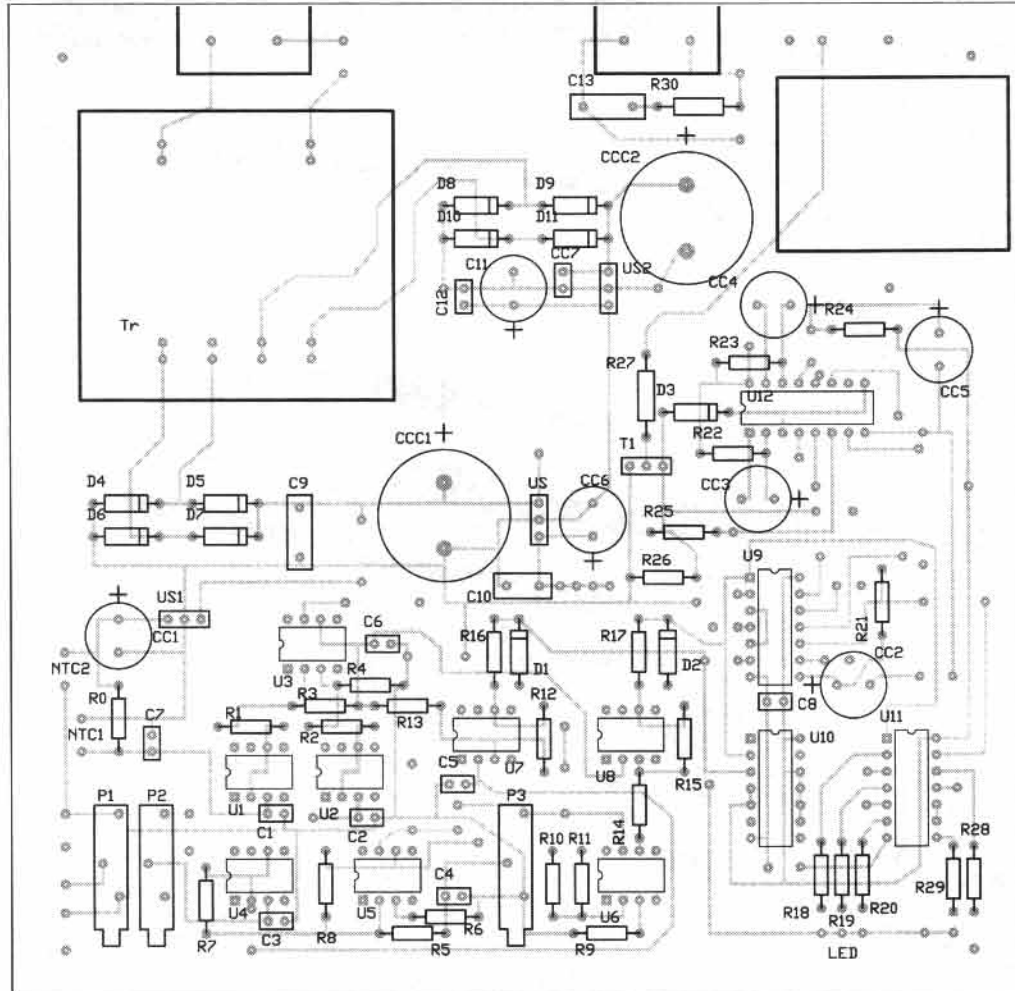 C13
R30
CCC2
D8
D9
D10
D11
C11
CC7
US2
C12
CC4
R24
Tr
R23
R27
D3
CC5
U12
CCC1
R22
T1
D4
D5
C9
US
CC6
CC3
D6
D7
R25
U9
R26
US1
C10
R21
CC1
C6
R16
R17
NTC2
U3
R4
D1
D2
CC2
R0
R3
R12
C8
NTC1
C7
R1
R2
R13
U11
U7
U8
R15
U10
C5
P1
P2
U1
U2
P3
C1
C2
R14
R10
R11
R28
C4
R29
U4
U5
R6
U6
R18
R19
R20
C3
R7
R8
R5
R9
LED